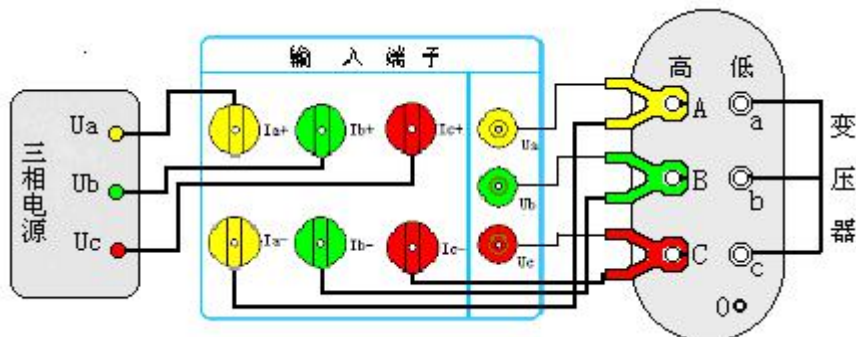 三相电源
Ua
Ub
Uc
输入端子
Ia+
Ib+
Ic+
Ua
Ub
Ia-
Ib-
Ic-
Uc
高 低
A a
B b
C c
0
变压器